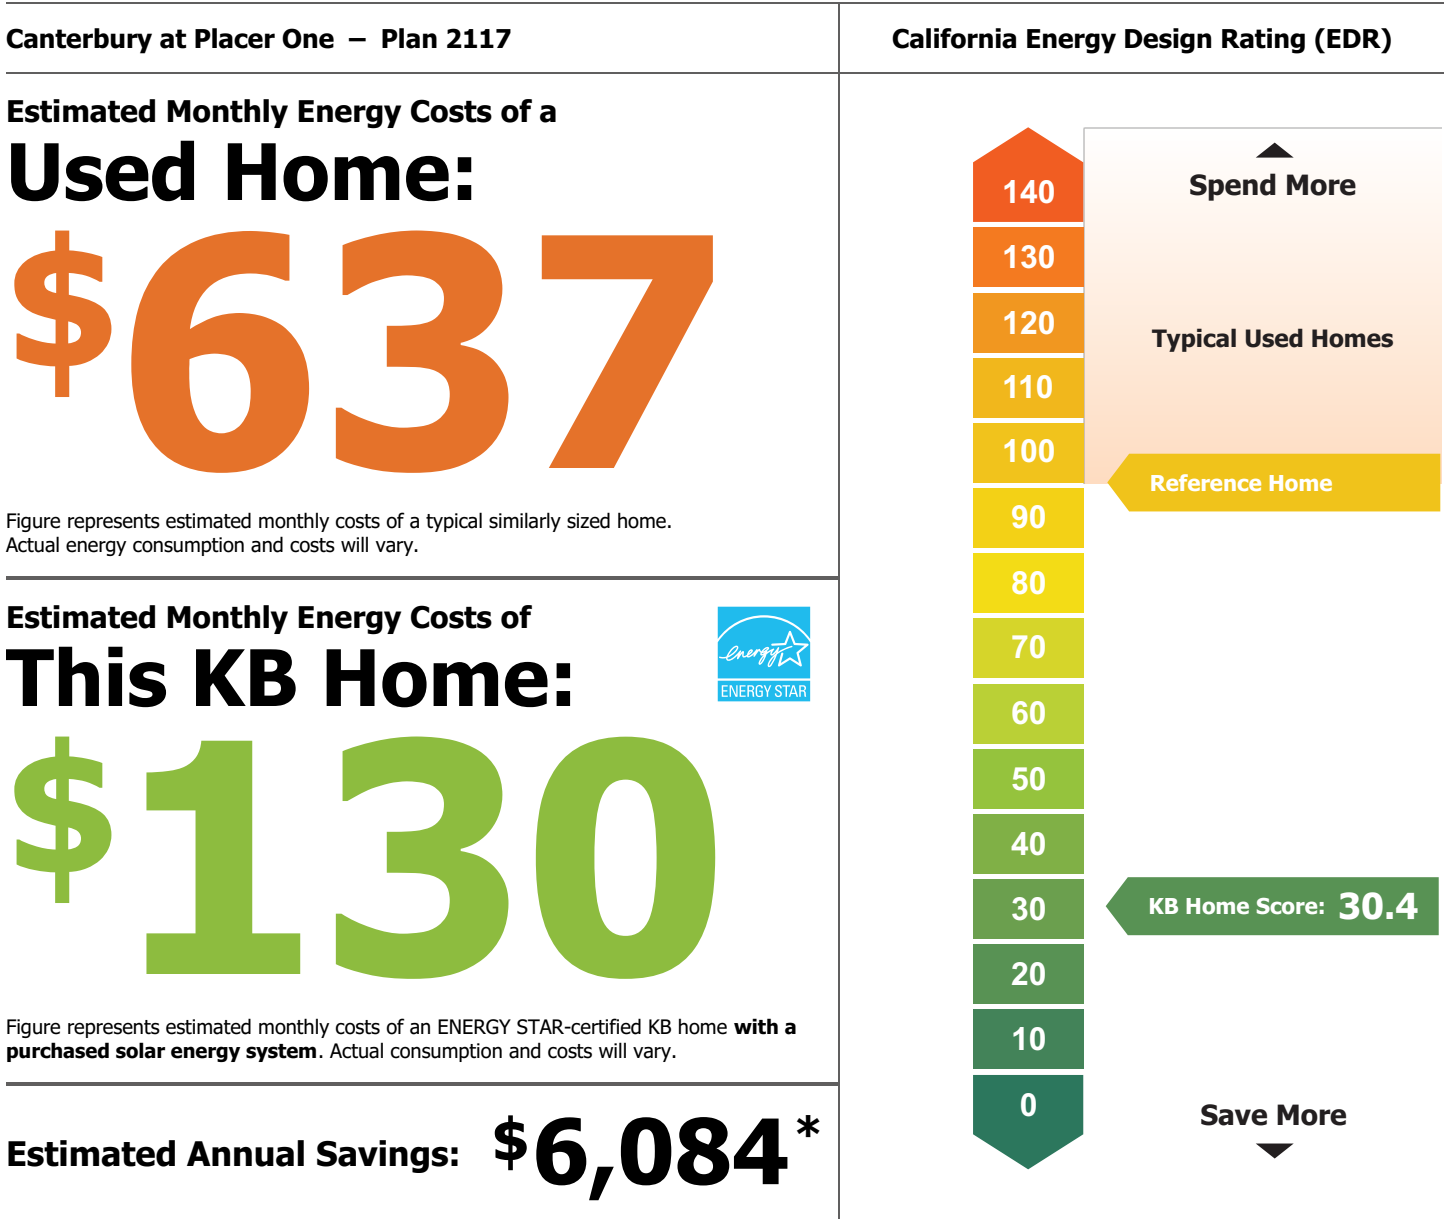 Canterbury at Placer One – Plan 2117
Estimated Monthly Energy Costs of a
Used Home:
$637
Figure represents estimated monthly costs of a typical similarly sized home.
Actual energy consumption and costs will vary.
Estimated Monthly Energy Costs of
This KB Home:
energy
ENERGY STAR
$130
Figure represents estimated monthly costs of an ENERGY STAR-certified KB home with a
purchased solar energy system. Actual consumption and costs will vary.
Estimated Annual Savings: $6,084*
California Energy Design Rating (EDR)
140
Spend More
130
120
Typical Used Homes
110
100
Reference Home
90
80
70
60
50
40
30
KB Home Score: 30.4
20
10
0
Save More